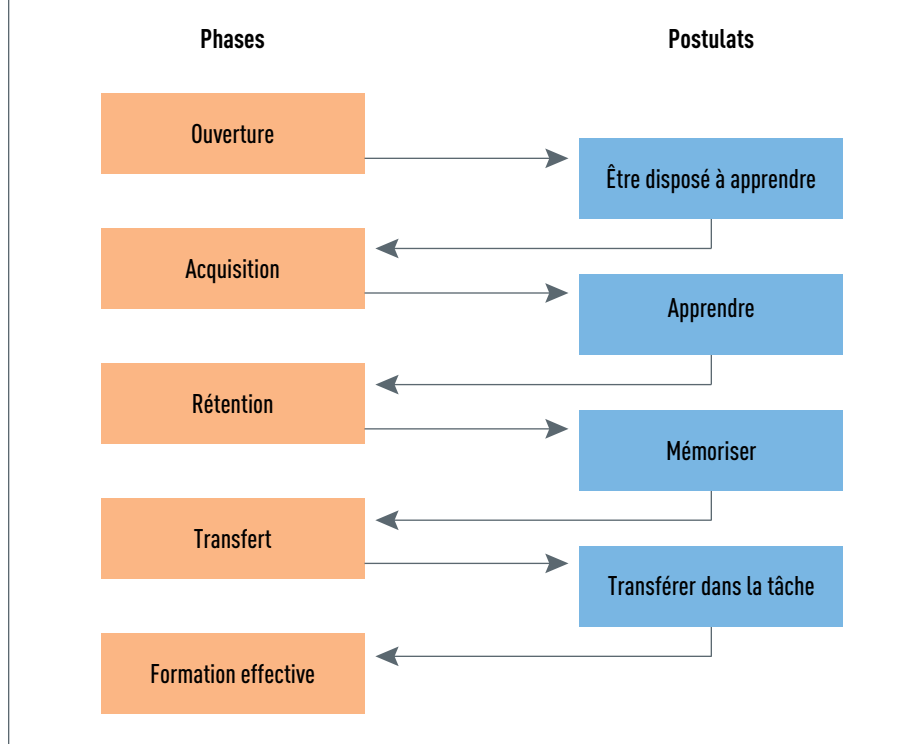 Phases
Postulats
Ouverture
Être disposé à apprendre
Acquisition
Apprendre
Rétention
Mémoriser
Transfert
Transférer dans la tâche
Formation effective